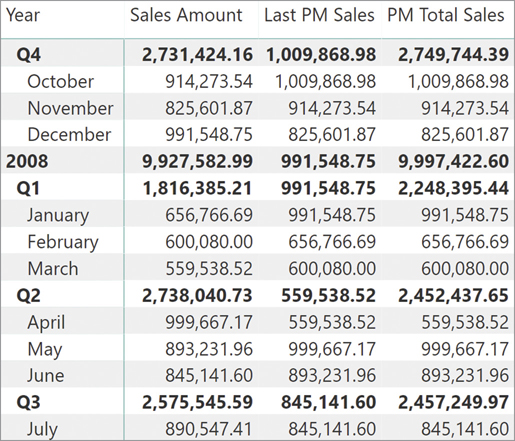 Year Sales Amount Last PM Sales PM Total Sales
Q4 2,731,424.16 1,009,868.98 2,749,744.39
October 914,273.54 1,009,868.98 1,009,868.98
November 825,601.87 914,273.54 914,273.54
December 991,548.75 825,601.87 825,601.87
2008 9,927,582.99 991,548.75 9,997,422.60
Q1 1,816,385.21 991,548.75 2,248,395.44
January 656,766.69 991,548.75 991,548.75
February 600,080.00 656,766.69 656,766.69
March 559,538.52 600,080.00 600,080.00
Q2 2,738,040.73 559,538.52 2,452,437.65
April 999,667.17 559,538.52 559,538.52
May 893,231.96 999,667.17 999,667.17
June 845,141.60 893,231.96 893,231.96
Q3 2,575,545.59 845,141.60 2,457,249.97
July 890,547.41 845,141.60 845,141.60